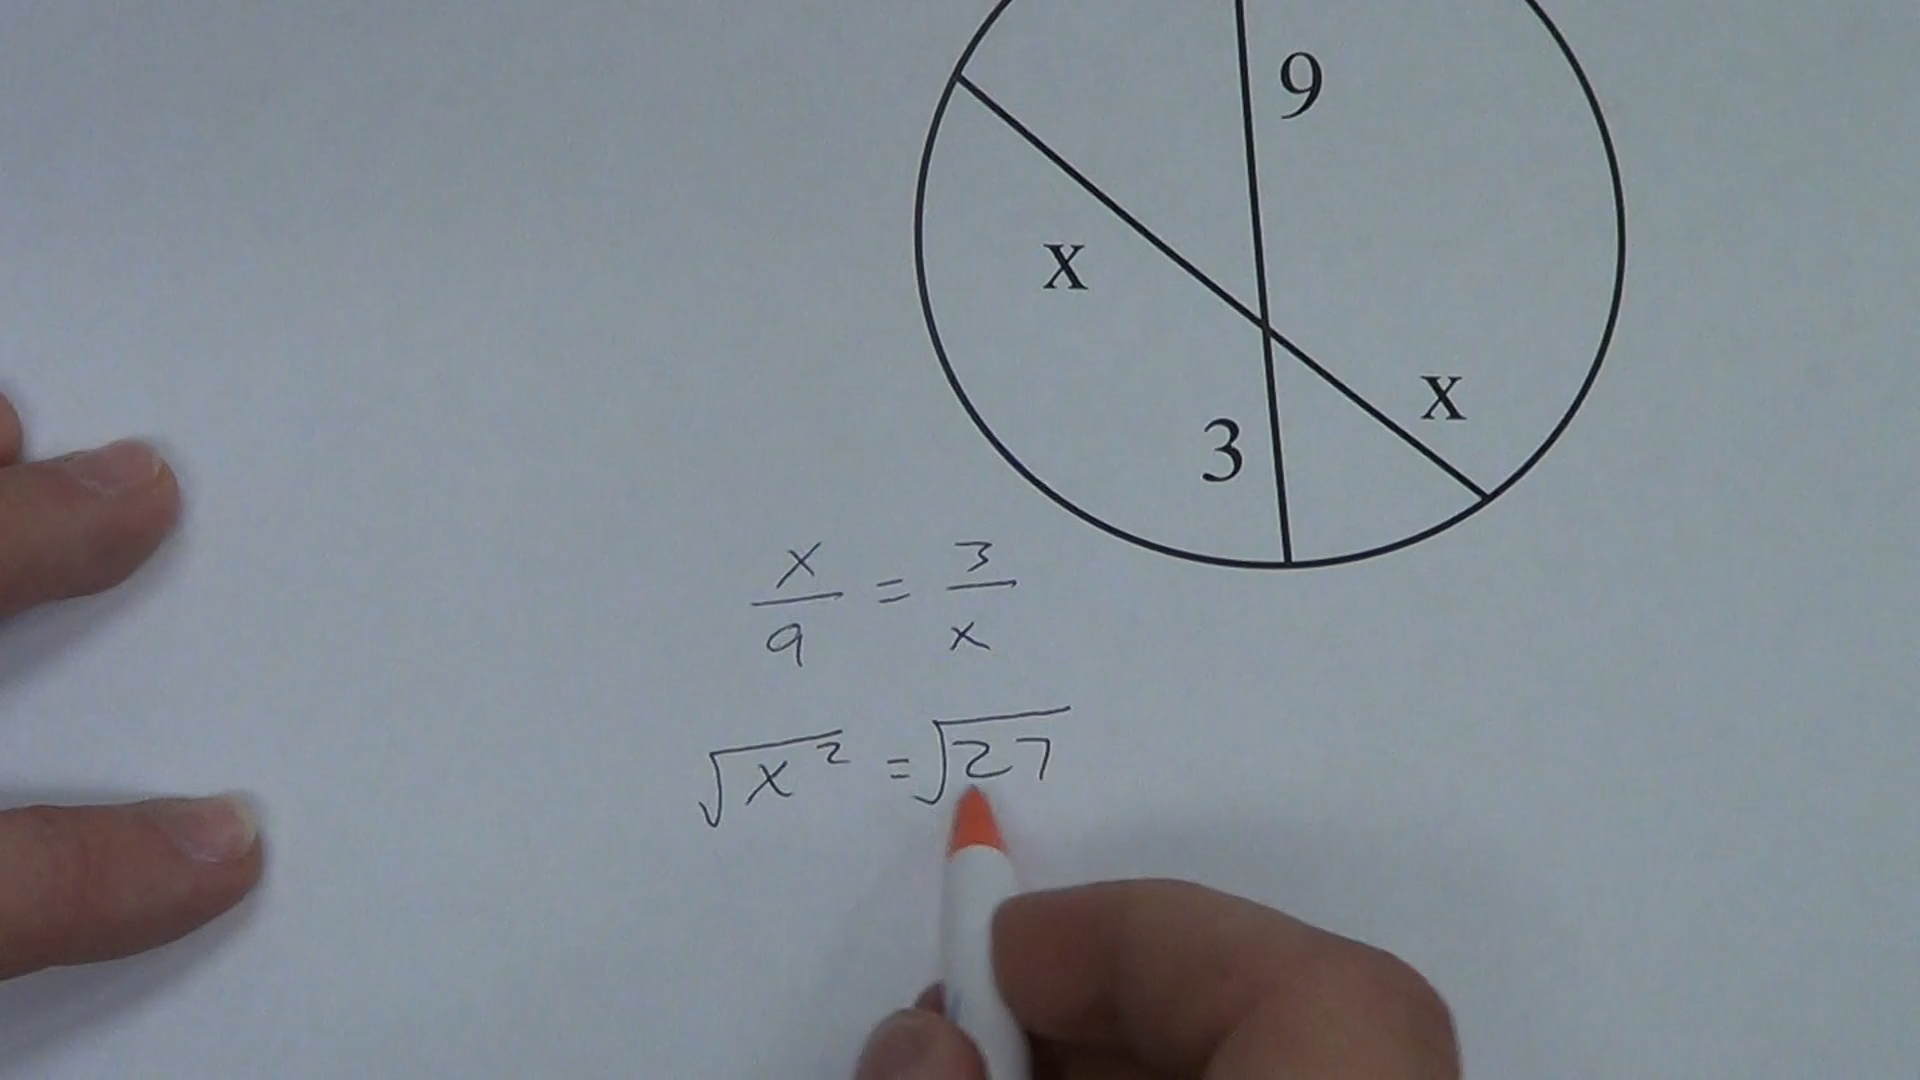 9
x
x
3
x/9 = 3/x
√x² = √27